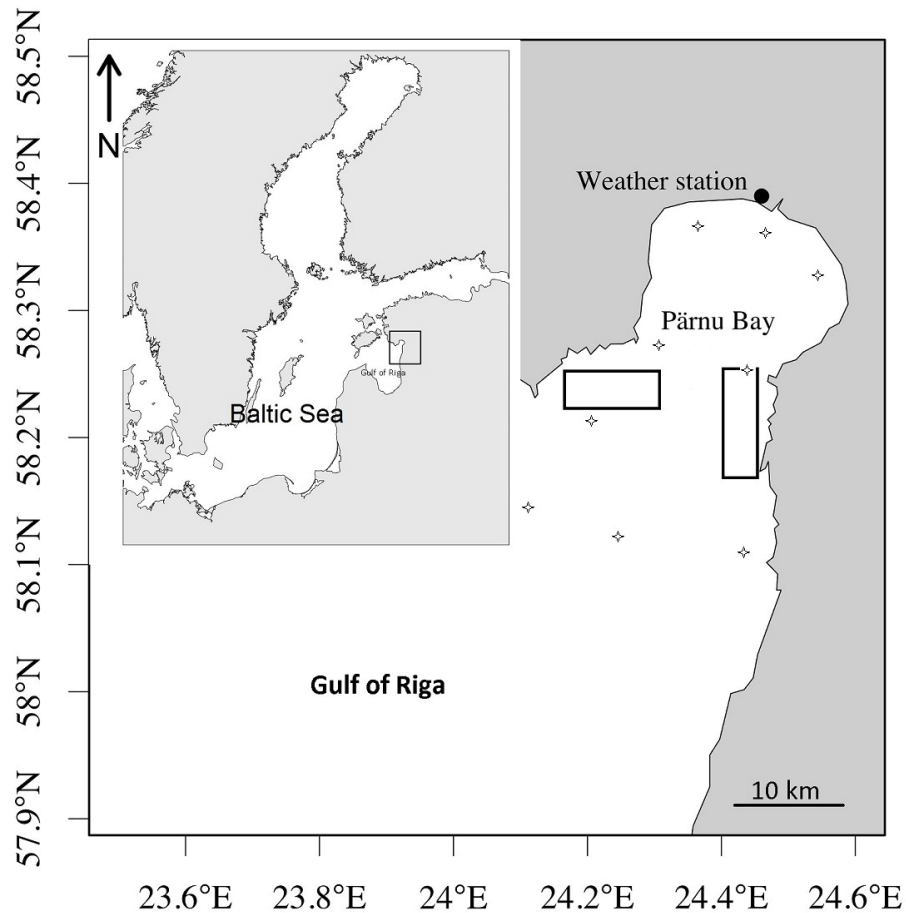 58.5°N
58.4°N
58.3°N
58.2°N
58.1°N
58°N
57.9°N
N
Baltic Sea
Gulf of Riga
Weather station
Pärnu Bay
Gulf of Riga
10 km
23.6°E
23.8°E
24°E
24.2°E
24.4°E
24.6°E